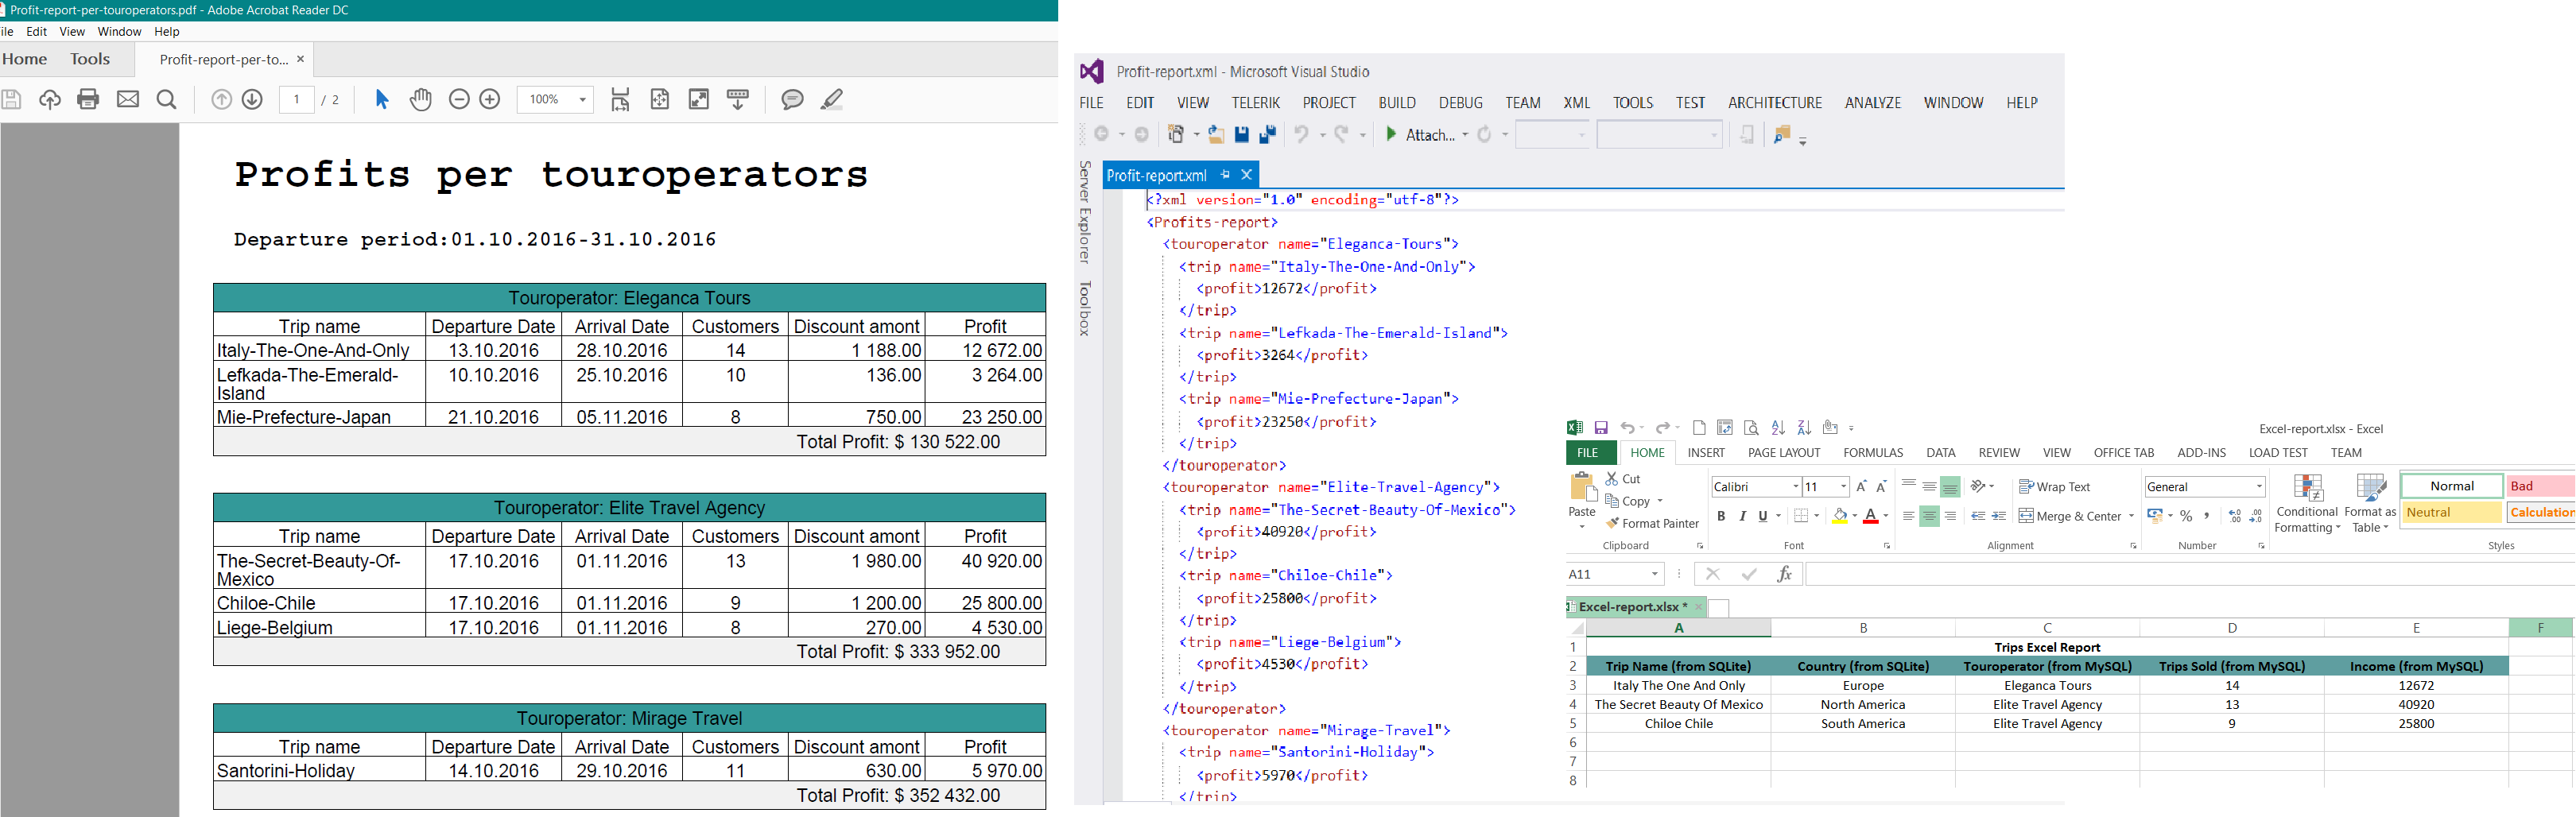 Profit-report-per-touroperators.pdf - Adobe Acrobat Reader DC
ile Edit View Window Help
Home Tools Profit-report-per-to... ×
1 / 2 100%
Profits per touroperators
Departure period:01.10.2016-31.10.2016
Touroperator: Eleganca Tours
Trip name Departure Date Arrival Date Customers Discount amont Profit
Italy-The-One-And-Only 13.10.2016 28.10.2016 14 1 188.00 12 672.00
Lefkada-The-Emerald- 10.10.2016 25.10.2016 10 136.00 3 264.00
Island
Mie-Prefecture-Japan 21.10.2016 05.11.2016 8 750.00 23 250.00
Total Profit: $ 130 522.00
Touroperator: Elite Travel Agency
Trip name Departure Date Arrival Date Customers Discount amont Profit
The-Secret-Beauty-Of- 17.10.2016 01.11.2016 13 1 980.00 40 920.00
Mexico
Chiloe-Chile 17.10.2016 01.11.2016 9 1 200.00 25 800.00
Liege-Belgium 17.10.2016 01.11.2016 8 270.00 4 530.00
Total Profit: $ 333 952.00
Touroperator: Mirage Travel
Trip name Departure Date Arrival Date Customers Discount amont Profit
Santorini-Holiday 14.10.2016 29.10.2016 11 630.00 5 970.00
Total Profit: $ 352 432.00
Profit-report.xml - Microsoft Visual Studio
FILE EDIT VIEW TELERIK PROJECT BUILD DEBUG TEAM XML TOOLS TEST ARCHITECTURE ANALYZE WINDOW HELP
Attach...
Server Explorer
Toolbox
Profit-report.xml
<?xml version="1.0" encoding="utf-8"?>
<Profits-report>
<touroperator name="Eleganca-Tours">
<trip name="Italy-The-One-And-Only">
<profit>12672</profit>
</trip>
<trip name="Lefkada-The-Emerald-Island">
<profit>3264</profit>
</trip>
<trip name="Mie-Prefecture-Japan">
<profit>23250</profit>
</trip>
</touroperator>
<touroperator name="Elite-Travel-Agency">
<trip name="The-Secret-Beauty-Of-Mexico">
<profit>40920</profit>
</trip>
<trip name="Chiloe-Chile">
<profit>25800</profit>
</trip>
<trip name="Liege-Belgium">
<profit>4530</profit>
</trip>
</touroperator>
<touroperator name="Mirage-Travel">
<trip name="Santorini-Holiday">
<profit>5970</profit>
</trip>
Excel-report.xlsx - Excel
FILE HOME INSERT PAGE LAYOUT FORMULAS DATA REVIEW VIEW OFFICE TAB ADD-INS LOAD TEST TEAM
Paste
Cut
Copy
Format Painter
Clipboard
Calibri 11
B I U
Font
Wrap Text
Merge & Center
Alignment
General
%
Number
Conditional
Formatting
Format as
Table
Normal Bad
Neutral Calculation
Styles
A11 fx
Excel-report.xlsx *
A B C D E F
1 Trips Excel Report
2 Trip Name (from SQLite) Country (from SQLite) Touroperator (from MySQL) Trips Sold (from MySQL) Income (from MySQL)
3 Italy The One And Only Europe Eleganca Tours 14 12672
4 The Secret Beauty Of Mexico North America Elite Travel Agency 13 40920
5 Chiloe Chile South America Elite Travel Agency 9 25800
6
7
8